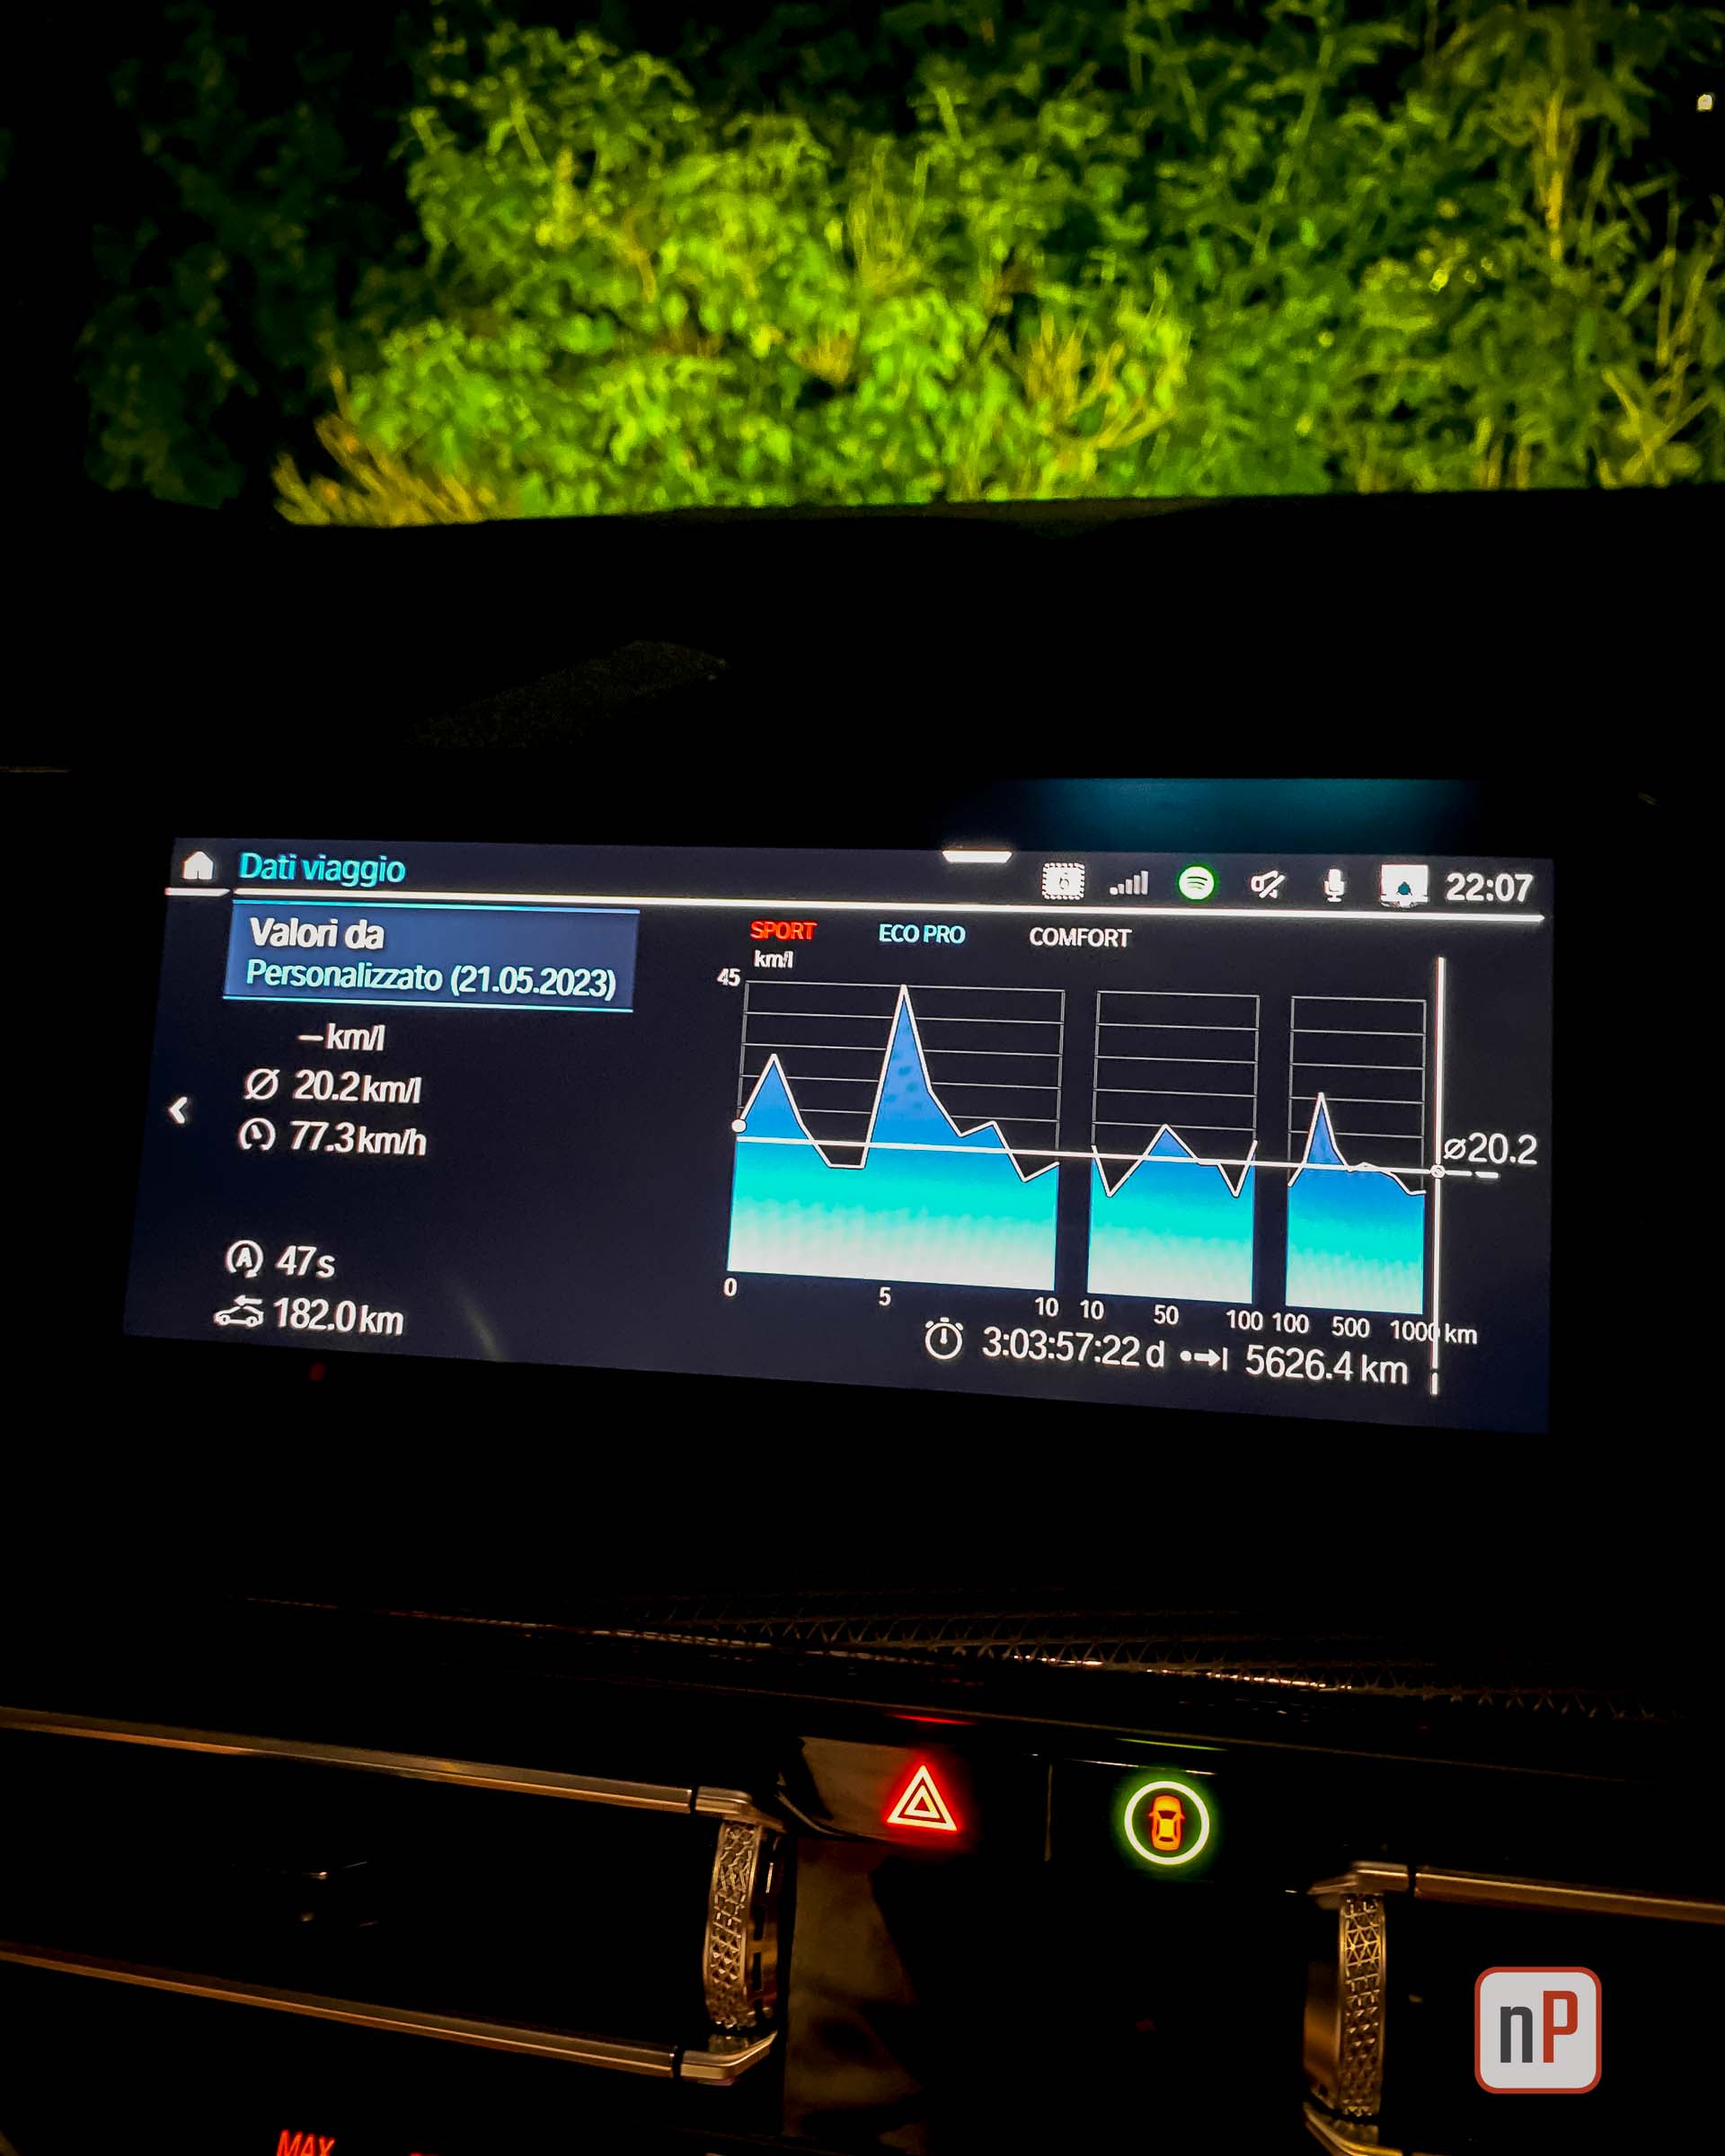 Dati viaggio
22:07
Valori da
Personalizzato (21.05.2023)
– km/l
Ø 20.2 km/l
77.3 km/h
A 47 s
182.0 km
SPORT ECO PRO COMFORT
km/l
45
ø20.2
0 5 10 10 50 100 100 500 1000 km
3:03:57:22 d 5626.4 km
MAX
nP